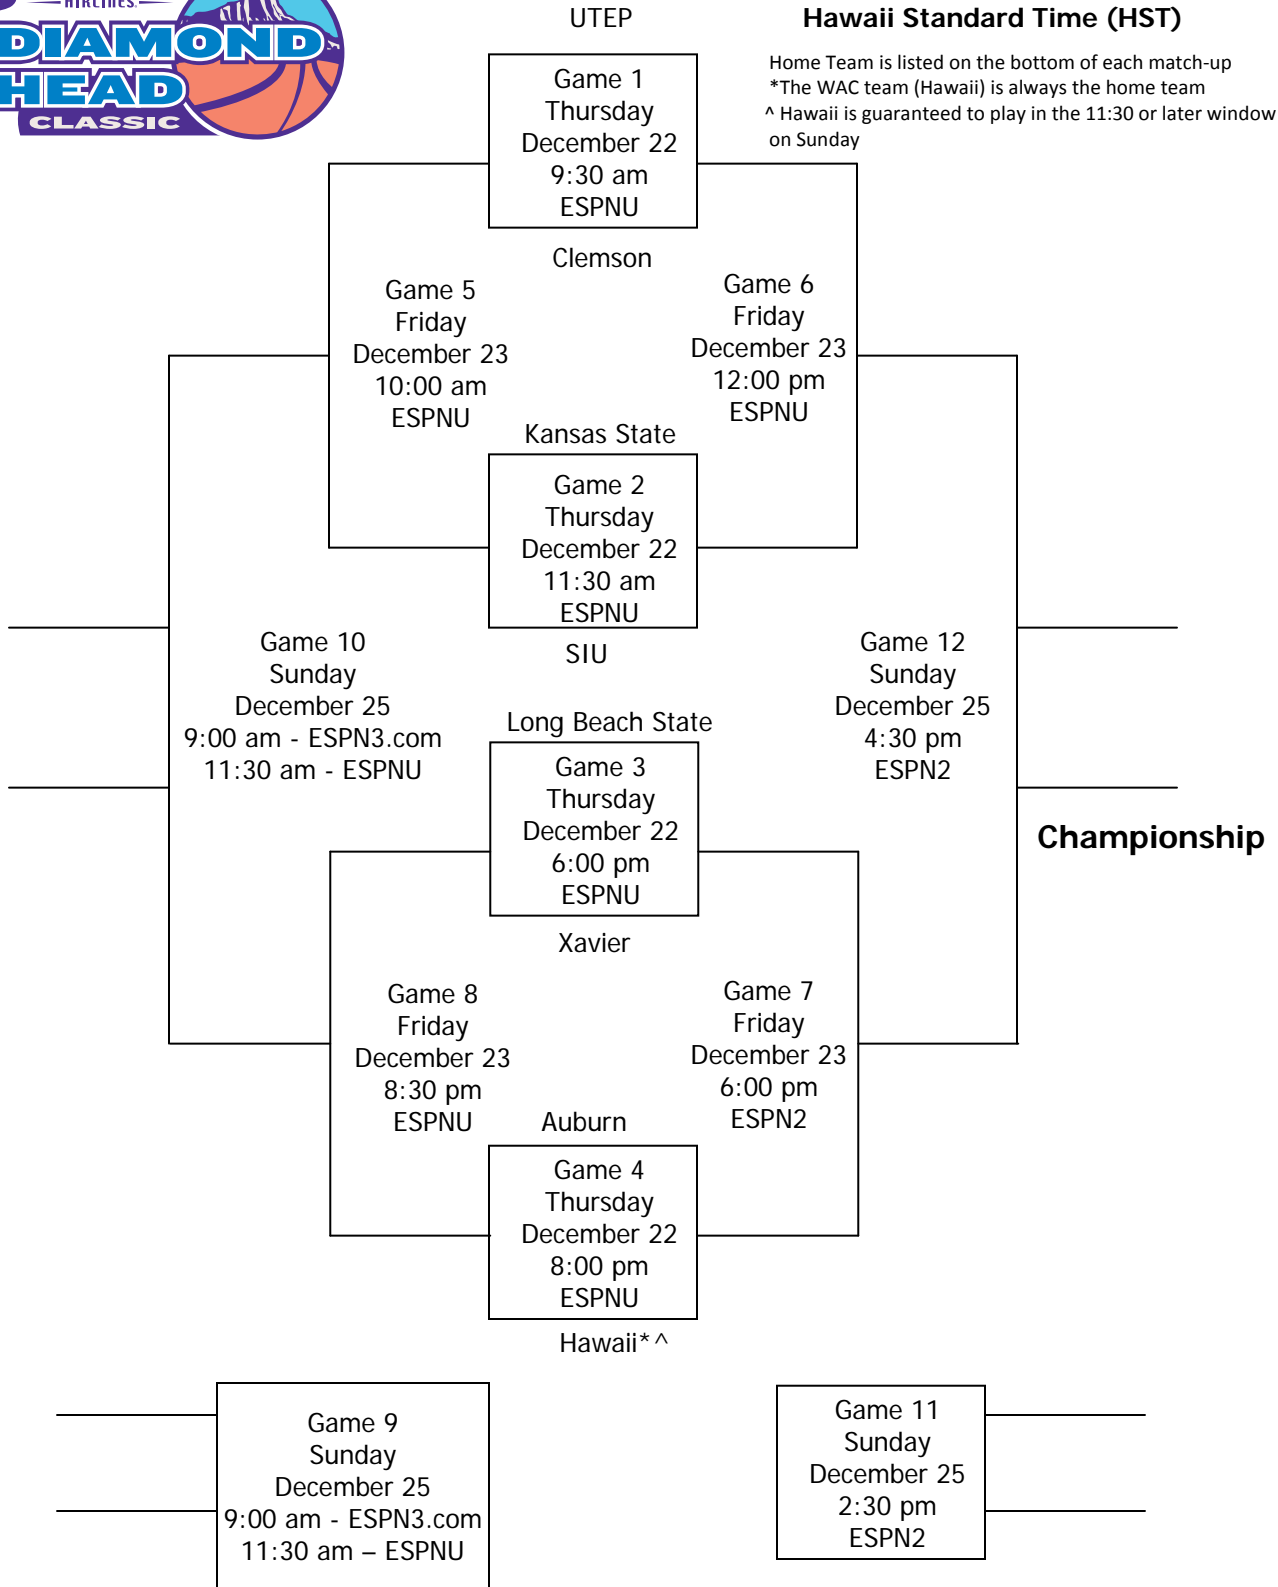 AIRLINES.
DIAMOND
HEAD
CLASSIC
UTEP
Hawaii Standard Time (HST)
Home Team is listed on the bottom of each match-up
*The WAC team (Hawaii) is always the home team
^ Hawaii is guaranteed to play in the 11:30 or later window
on Sunday
Game 1
Thursday
December 22
9:30 am
ESPNU
Clemson
Game 5
Friday
December 23
10:00 am
ESPNU
Game 6
Friday
December 23
12:00 pm
ESPNU
Kansas State
Game 2
Thursday
December 22
11:30 am
ESPNU
SIU
Game 10
Sunday
December 25
9:00 am - ESPN3.com
11:30 am - ESPNU
Game 12
Sunday
December 25
4:30 pm
ESPN2
Championship
Long Beach State
Game 3
Thursday
December 22
6:00 pm
ESPNU
Xavier
Game 8
Friday
December 23
8:30 pm
ESPNU
Game 7
Friday
December 23
6:00 pm
ESPN2
Auburn
Game 4
Thursday
December 22
8:00 pm
ESPNU
Hawaii*^
Game 9
Sunday
December 25
9:00 am - ESPN3.com
11:30 am – ESPNU
Game 11
Sunday
December 25
2:30 pm
ESPN2